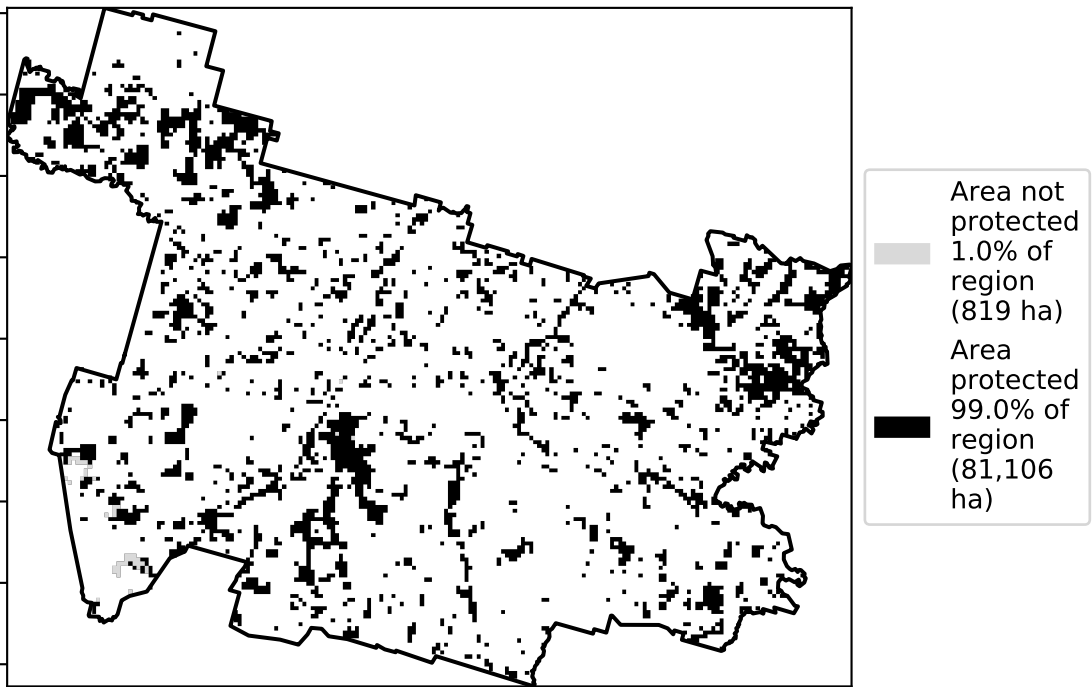 Area not
protected
1.0% of
region
(819 ha)
Area
protected
99.0% of
region
(81,106
ha)